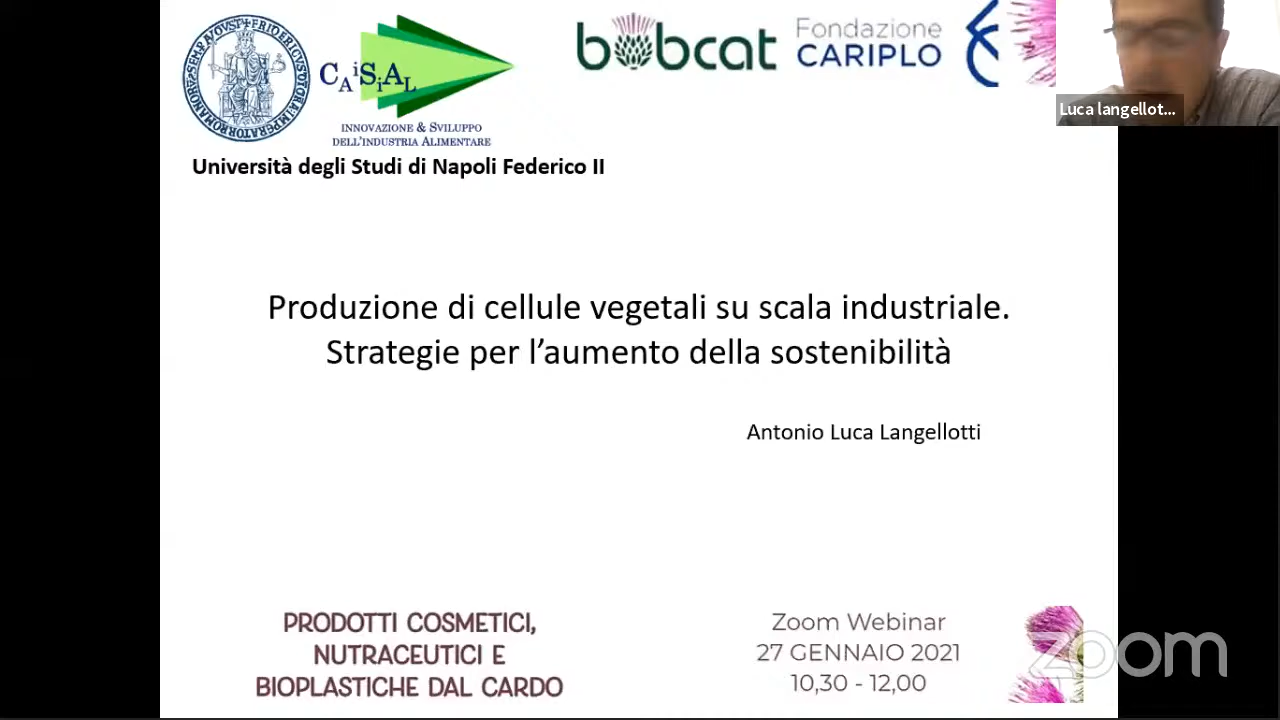 CAiSiAL
INNOVAZIONE & SVILUPPO
DELL'INDUSTRIA ALIMENTARE
Università degli Studi di Napoli Federico II
bobcat
Fondazione
CARIPLO
Luca langellot...
Produzione di cellule vegetali su scala industriale.
Strategie per l’aumento della sostenibilità
Antonio Luca Langellotti
PRODOTTI COSMETICI,
NUTRACEUTICI E
BIOPLASTICHE DAL CARDO
Zoom Webinar
27 GENNAIO 2021
10,30 - 12,00
zoom